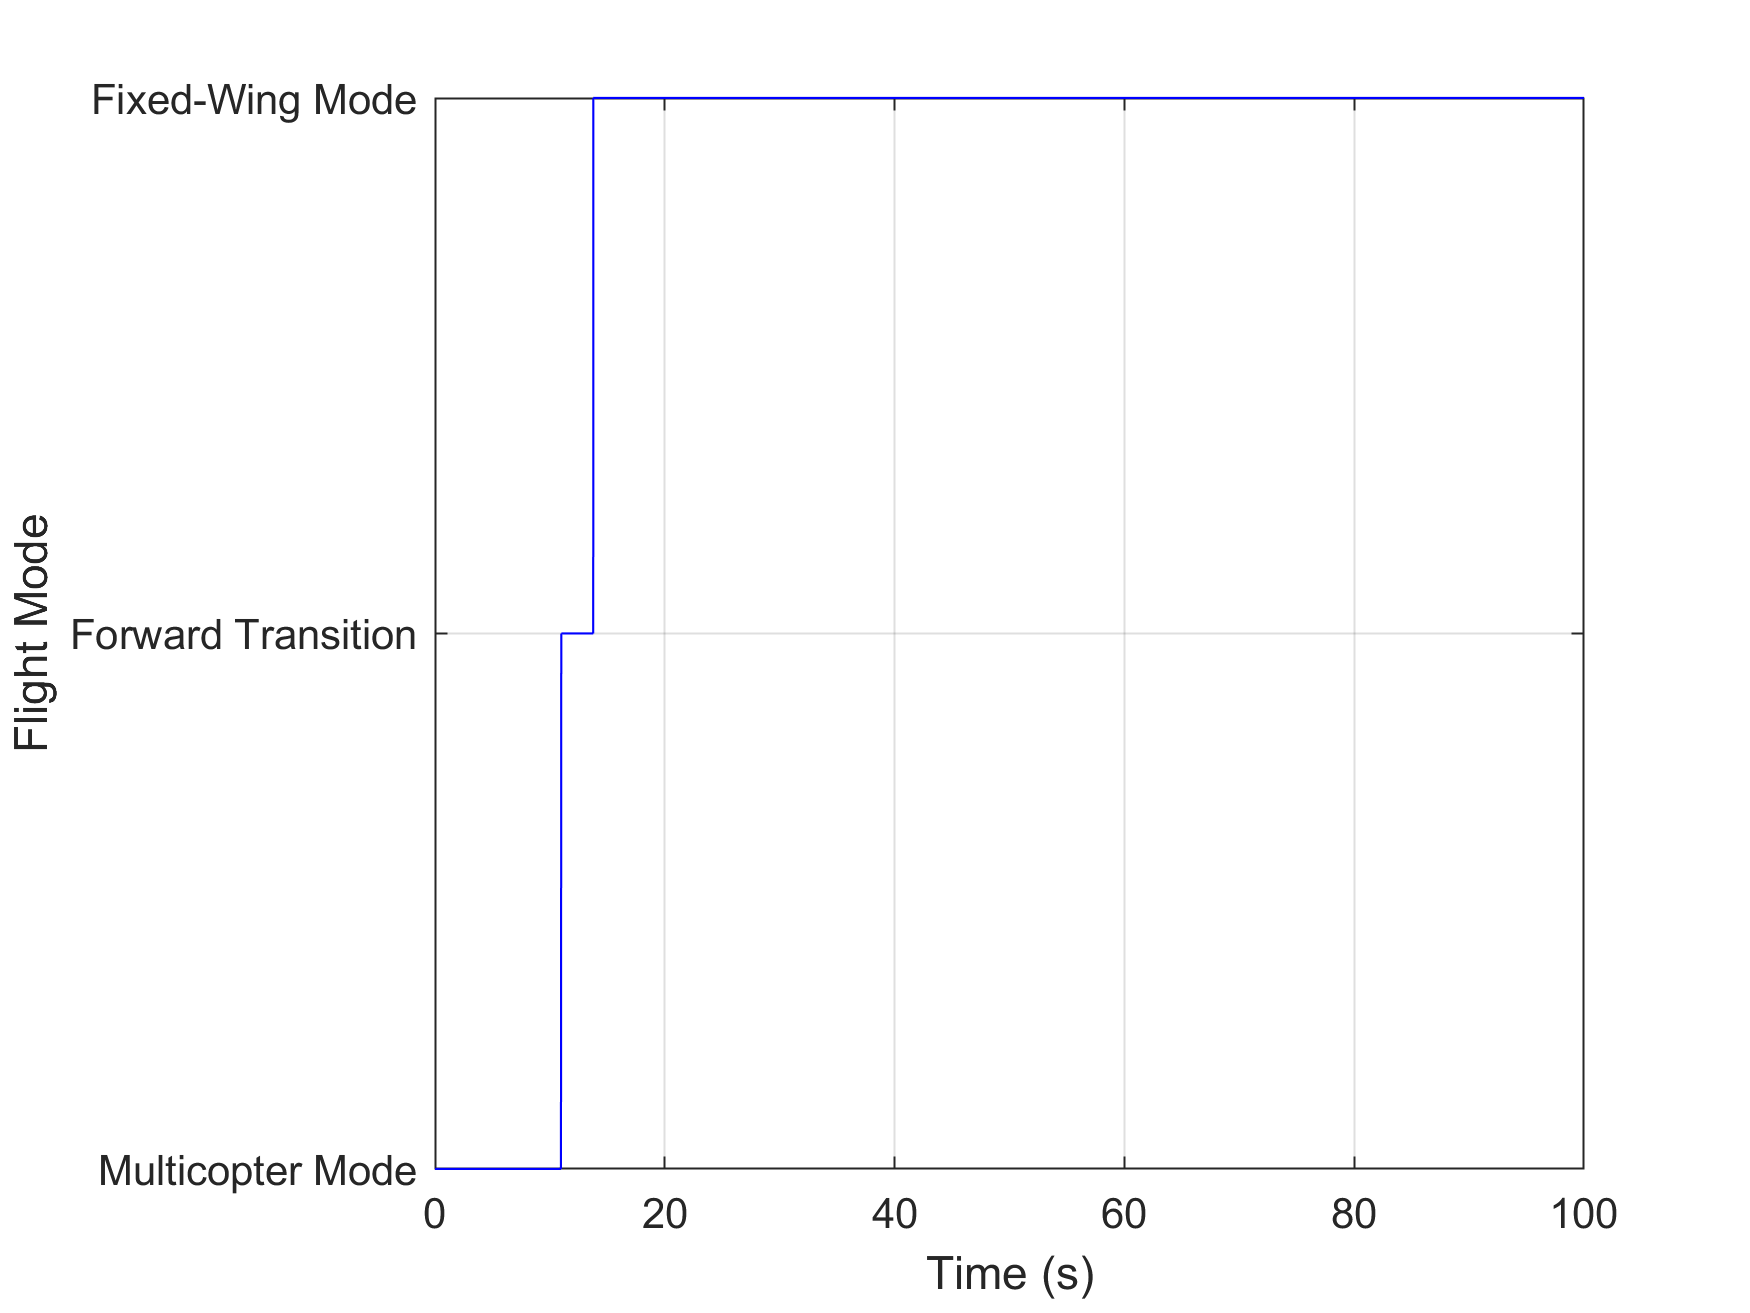 Fixed-Wing Mode
Forward Transition
Multicopter Mode
Flight Mode
0 20 40 60 80 100
Time (s)